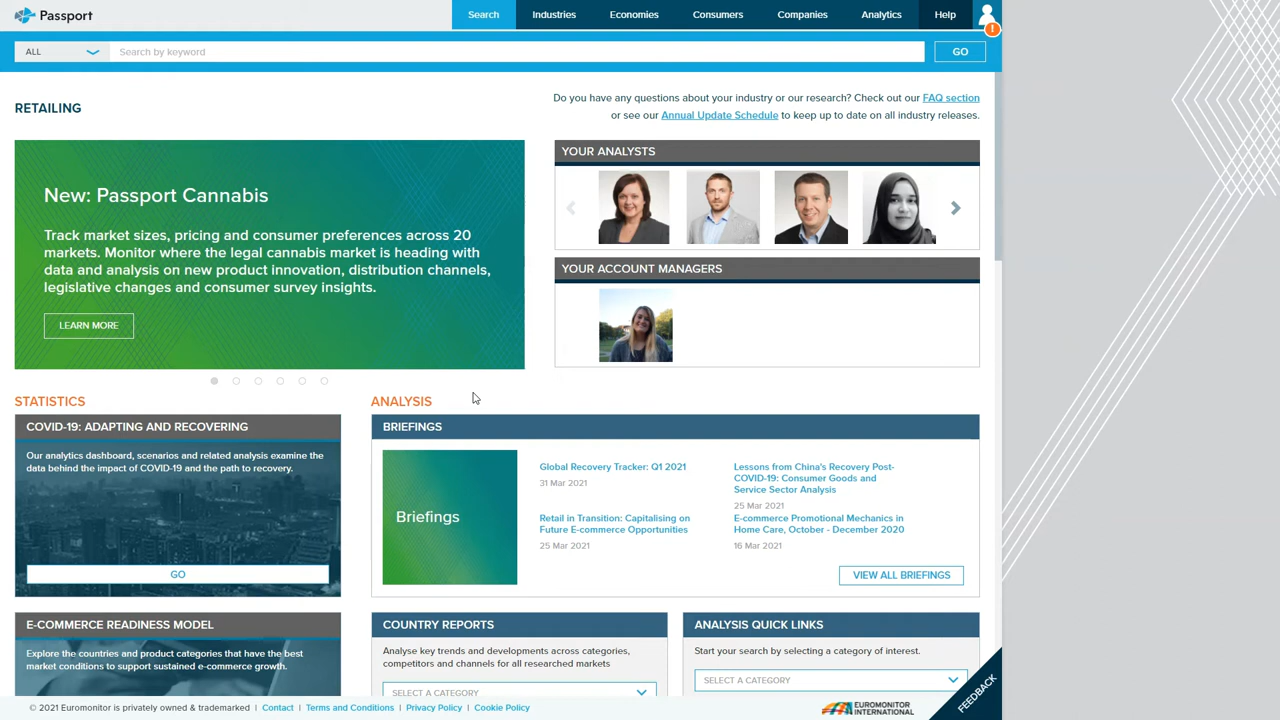 Passport
Search Industries Economies Consumers Companies Analytics Help
ALL Search by keyword GO
RETAILING
Do you have any questions about your industry or our research? Check out our FAQ section
or see our Annual Update Schedule to keep up to date on all industry releases.
New: Passport Cannabis
Track market sizes, pricing and consumer preferences across 20
markets. Monitor where the legal cannabis market is heading with
data and analysis on new product innovation, distribution channels,
legislative changes and consumer survey insights.
LEARN MORE
YOUR ANALYSTS
YOUR ACCOUNT MANAGERS
STATISTICS
COVID-19: ADAPTING AND RECOVERING
Our analytics dashboard, scenarios and related analysis examine the
data behind the impact of COVID-19 and the path to recovery.
GO
E-COMMERCE READINESS MODEL
Explore the countries and product categories that have the best
market conditions to support sustained e-commerce growth.
ANALYSIS
BRIEFINGS
Briefings
Global Recovery Tracker: Q1 2021
31 Mar 2021
Retail in Transition: Capitalising on
Future E-commerce Opportunities
25 Mar 2021
Lessons from China's Recovery Post-
COVID-19: Consumer Goods and
Service Sector Analysis
25 Mar 2021
E-commerce Promotional Mechanics in
Home Care, October - December 2020
16 Mar 2021
VIEW ALL BRIEFINGS
COUNTRY REPORTS
Analyse key trends and developments across categories,
competitors and channels for all researched markets
SELECT A CATEGORY
ANALYSIS QUICK LINKS
Start your search by selecting a category of interest.
SELECT A CATEGORY
FEEDBACK
© 2021 Euromonitor is privately owned & trademarked | Contact | Terms and Conditions | Privacy Policy | Cookie Policy
EUROMONITOR
INTERNATIONAL